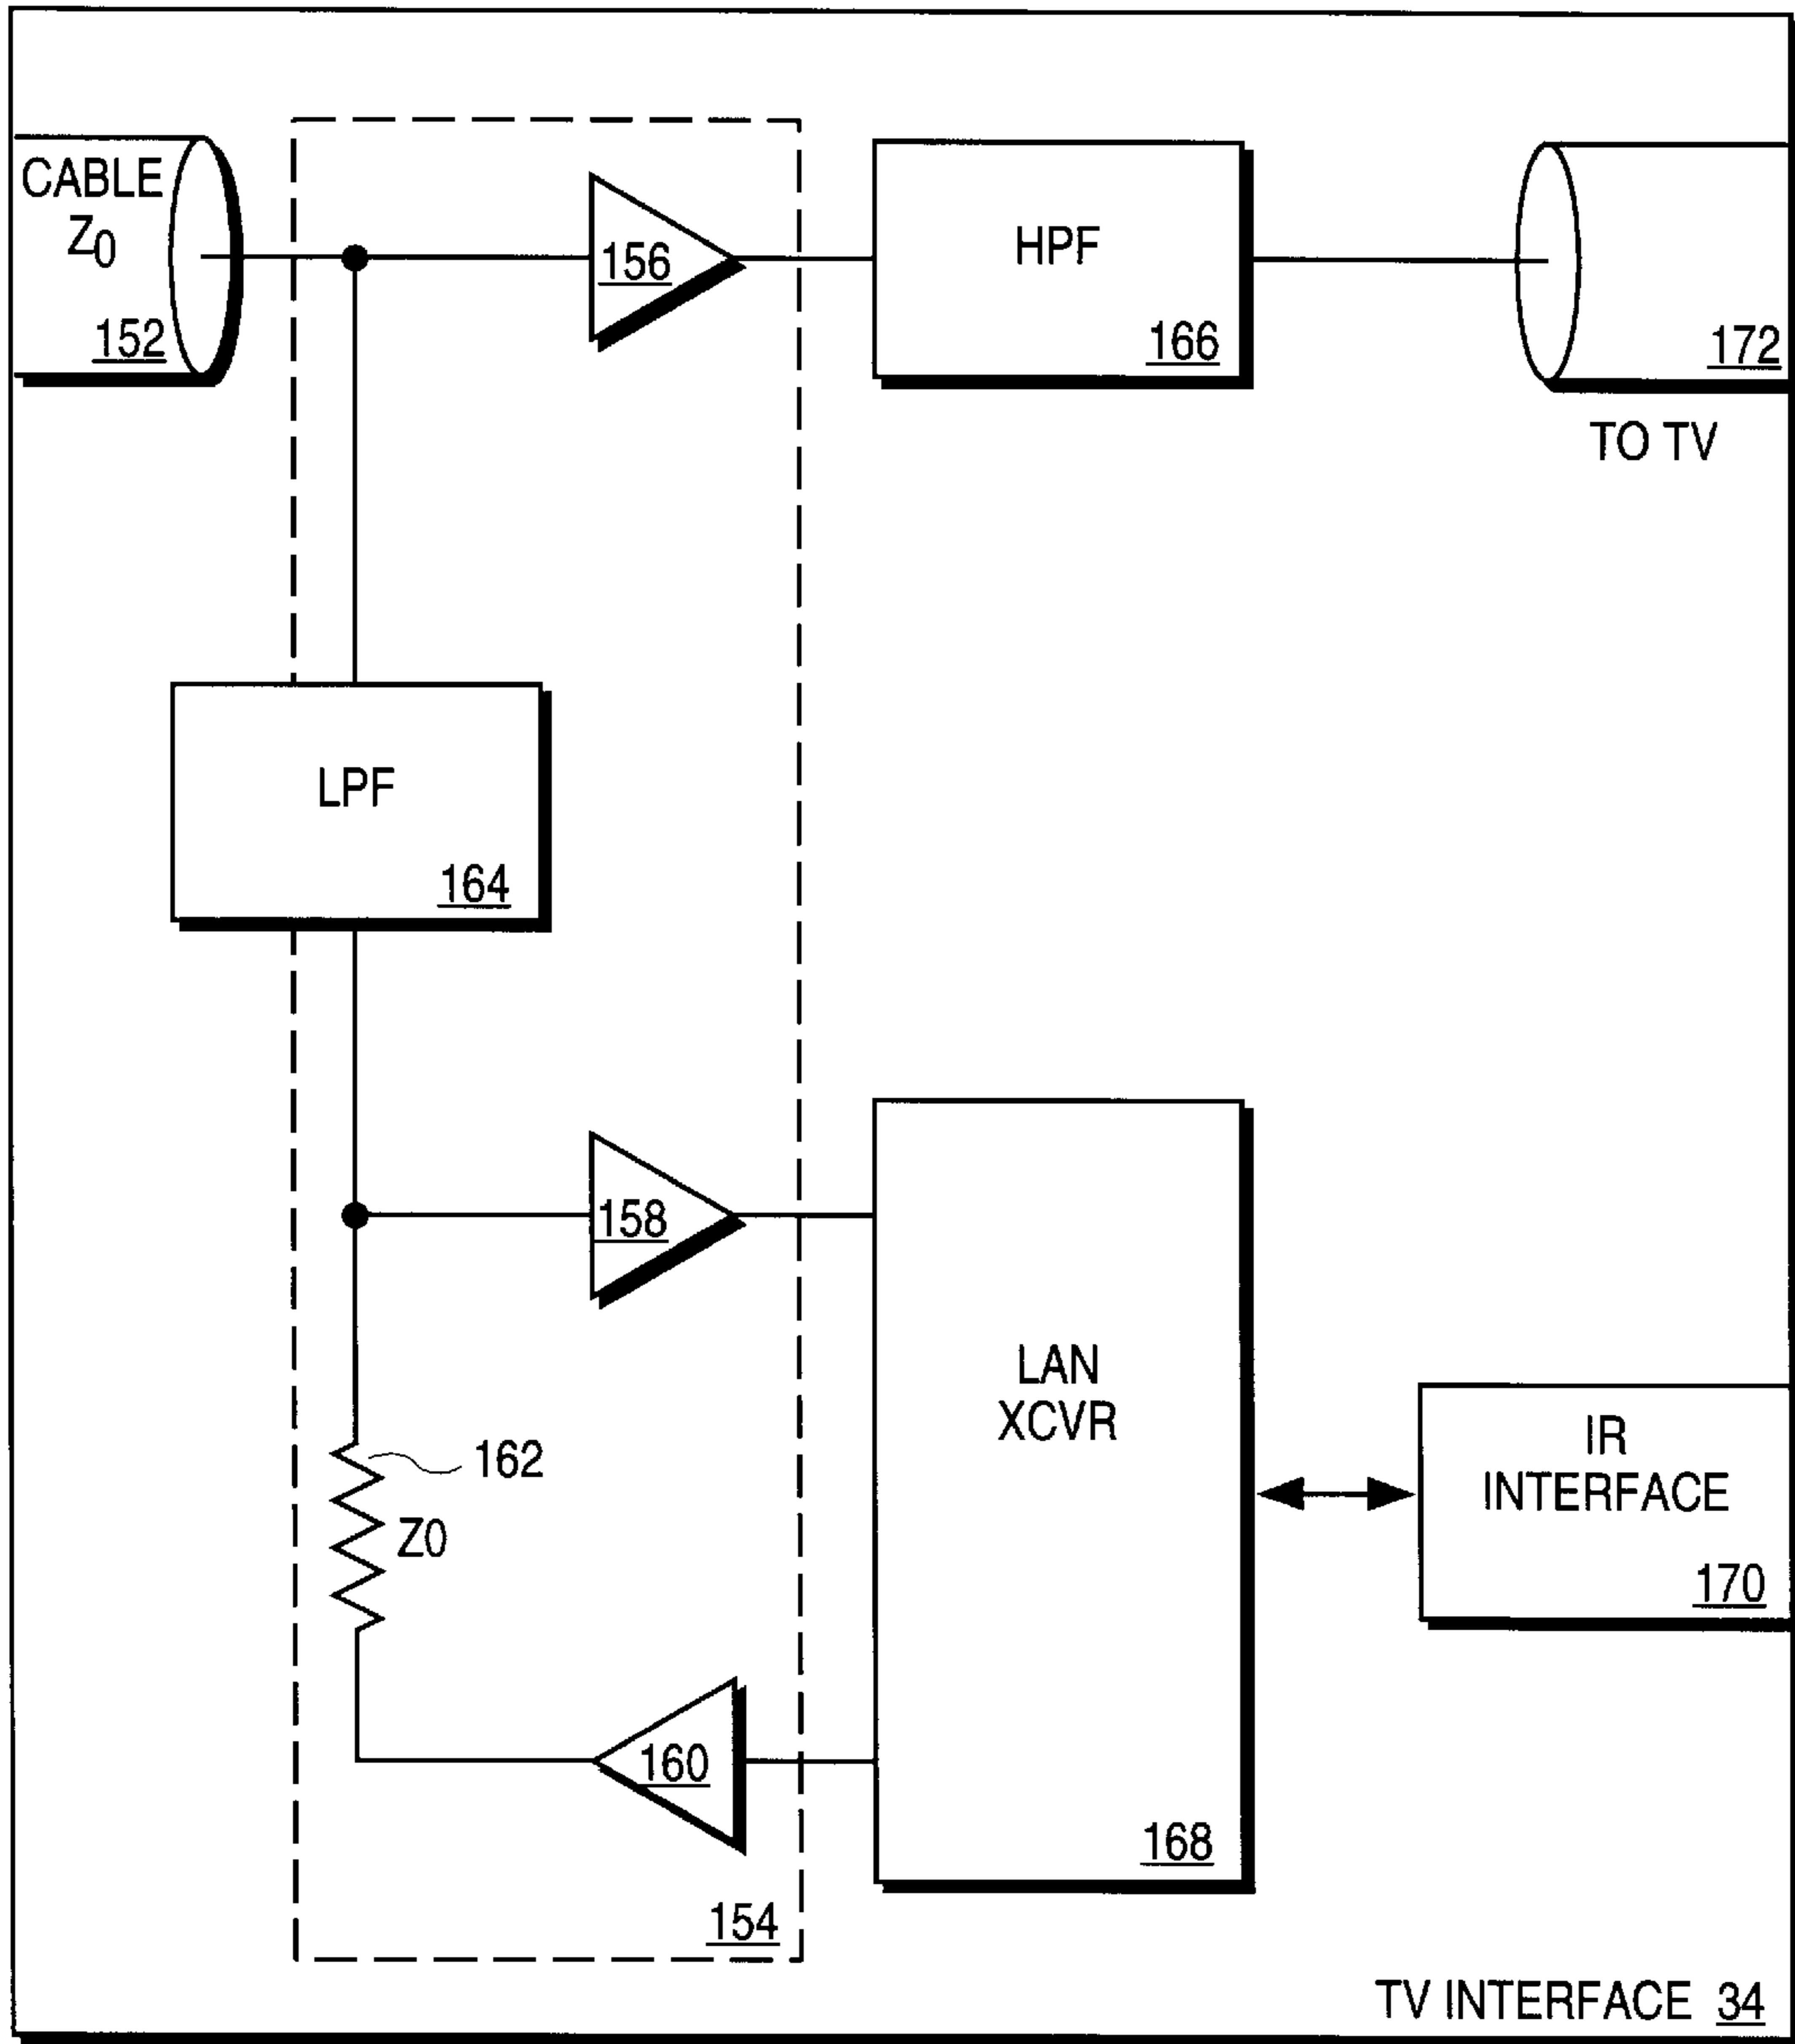 CABLE
Z0
152
156
HPF
166
172
TO TV
LPF
164
158
LAN
XCVR
162
Z0
IR
INTERFACE
170
160
168
154
TV INTERFACE 34